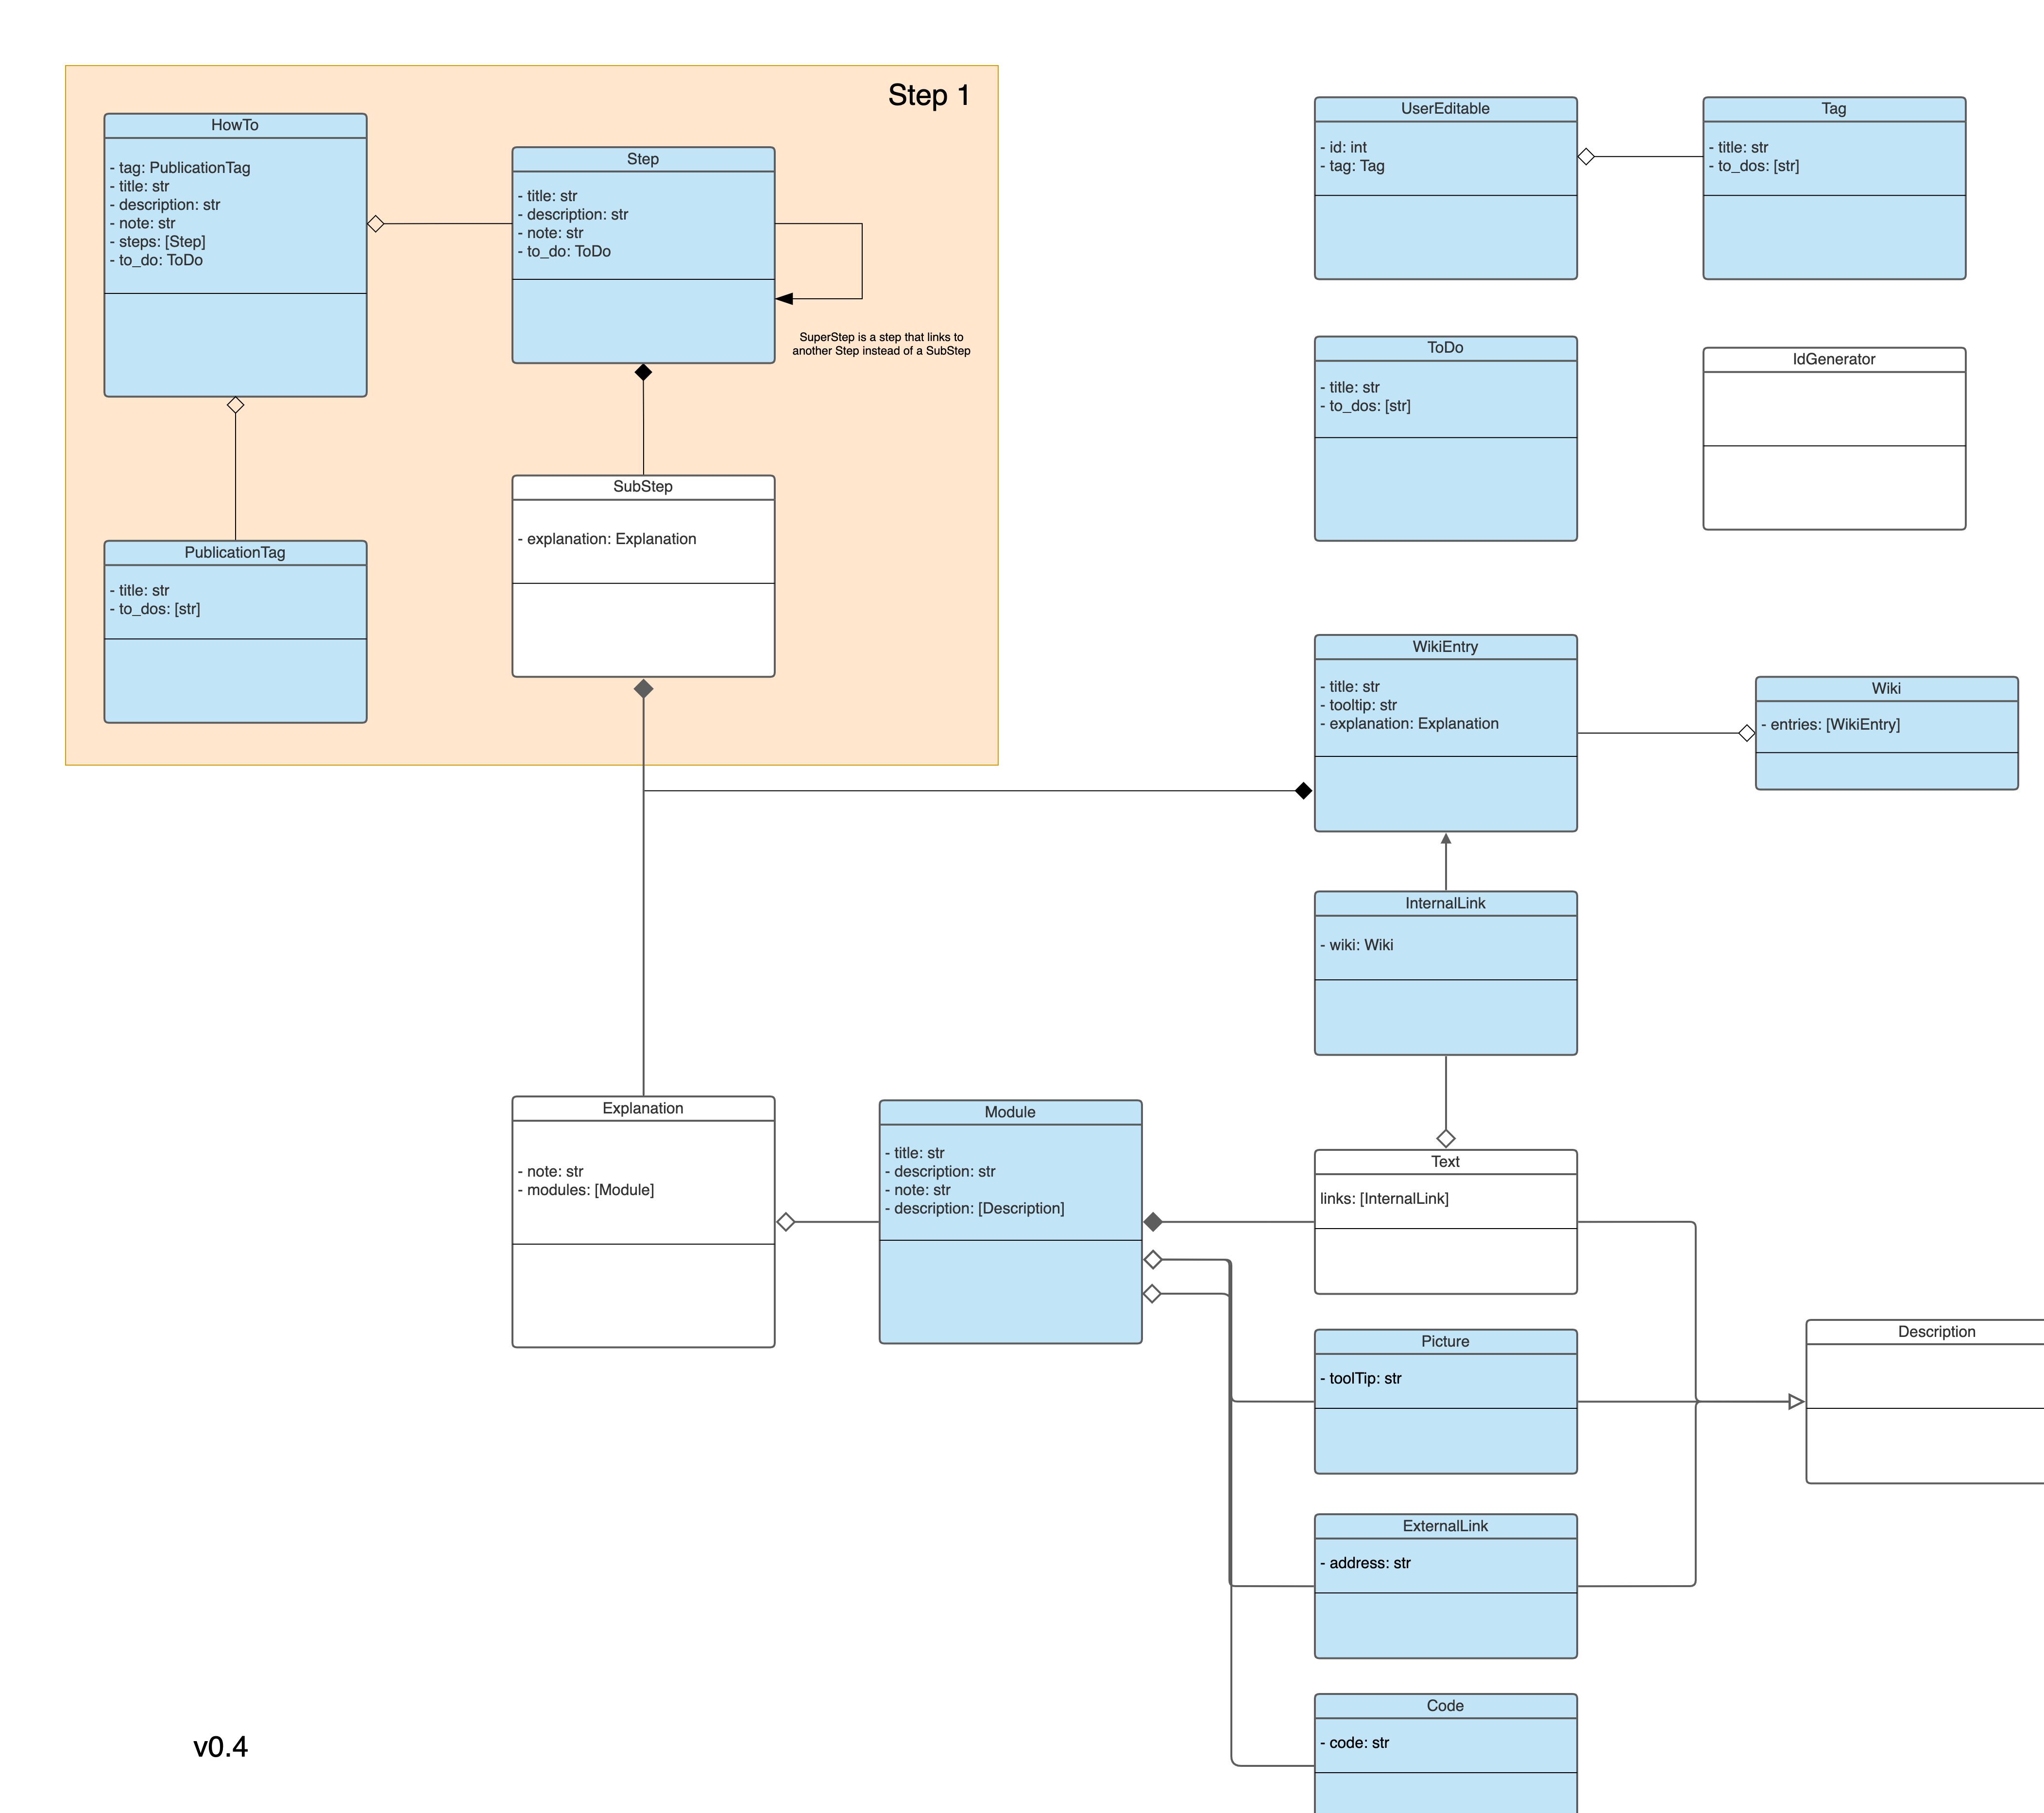 Step 1
HowTo
- tag: PublicationTag
- title: str
- description: str
- note: str
- steps: [Step]
- to_do: ToDo
Step
- title: str
- description: str
- note: str
- to_do: ToDo
SuperStep is a step that links to
another Step instead of a SubStep
SubStep
- explanation: Explanation
PublicationTag
- title: str
- to_dos: [str]
UserEditable
- id: int
- tag: Tag
Tag
- title: str
- to_dos: [str]
ToDo
- title: str
- to_dos: [str]
IdGenerator
WikiEntry
- title: str
- tooltip: str
- explanation: Explanation
Wiki
- entries: [WikiEntry]
InternalLink
- wiki: Wiki
Explanation
- note: str
- modules: [Module]
Module
- title: str
- description: str
- note: str
- description: [Description]
Text
links: [InternalLink]
Picture
- toolTip: str
Description
ExternalLink
- address: str
Code
- code: str
v0.4